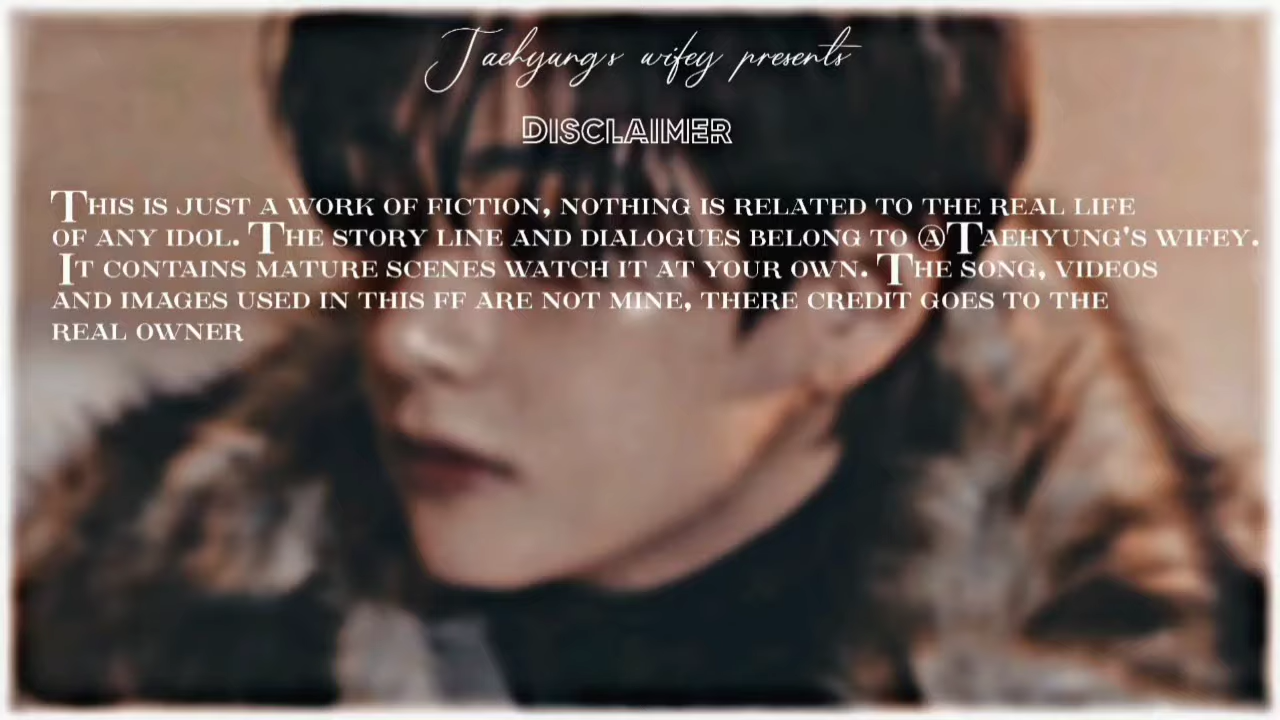 Taehyung's wifey presents
DISCLAIMER
THIS IS JUST A WORK OF FICTION, NOTHING IS RELATED TO THE REAL LIFE
OF ANY IDOL. THE STORY LINE AND DIALOGUES BELONG TO @TAEHYUNG'S WIFEY.
IT CONTAINS MATURE SCENES WATCH IT AT YOUR OWN. THE SONG, VIDEOS
AND IMAGES USED IN THIS FF ARE NOT MINE, THERE CREDIT GOES TO THE
REAL OWNER